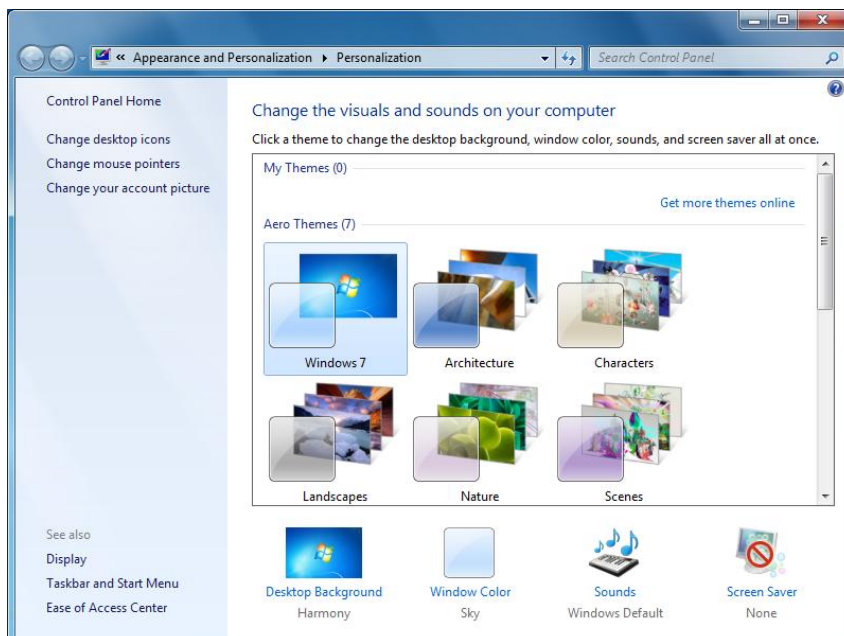 « Appearance and Personalization ▸ Personalization
Search Control Panel
Control Panel Home
Change desktop icons
Change mouse pointers
Change your account picture
Change the visuals and sounds on your computer
Click a theme to change the desktop background, window color, sounds, and screen saver all at once.
My Themes (0)
Get more themes online
Aero Themes (7)
Windows 7
Architecture
Characters
Landscapes
Nature
Scenes
See also
Display
Taskbar and Start Menu
Ease of Access Center
Desktop Background
Harmony
Window Color
Sky
Sounds
Windows Default
Screen Saver
None